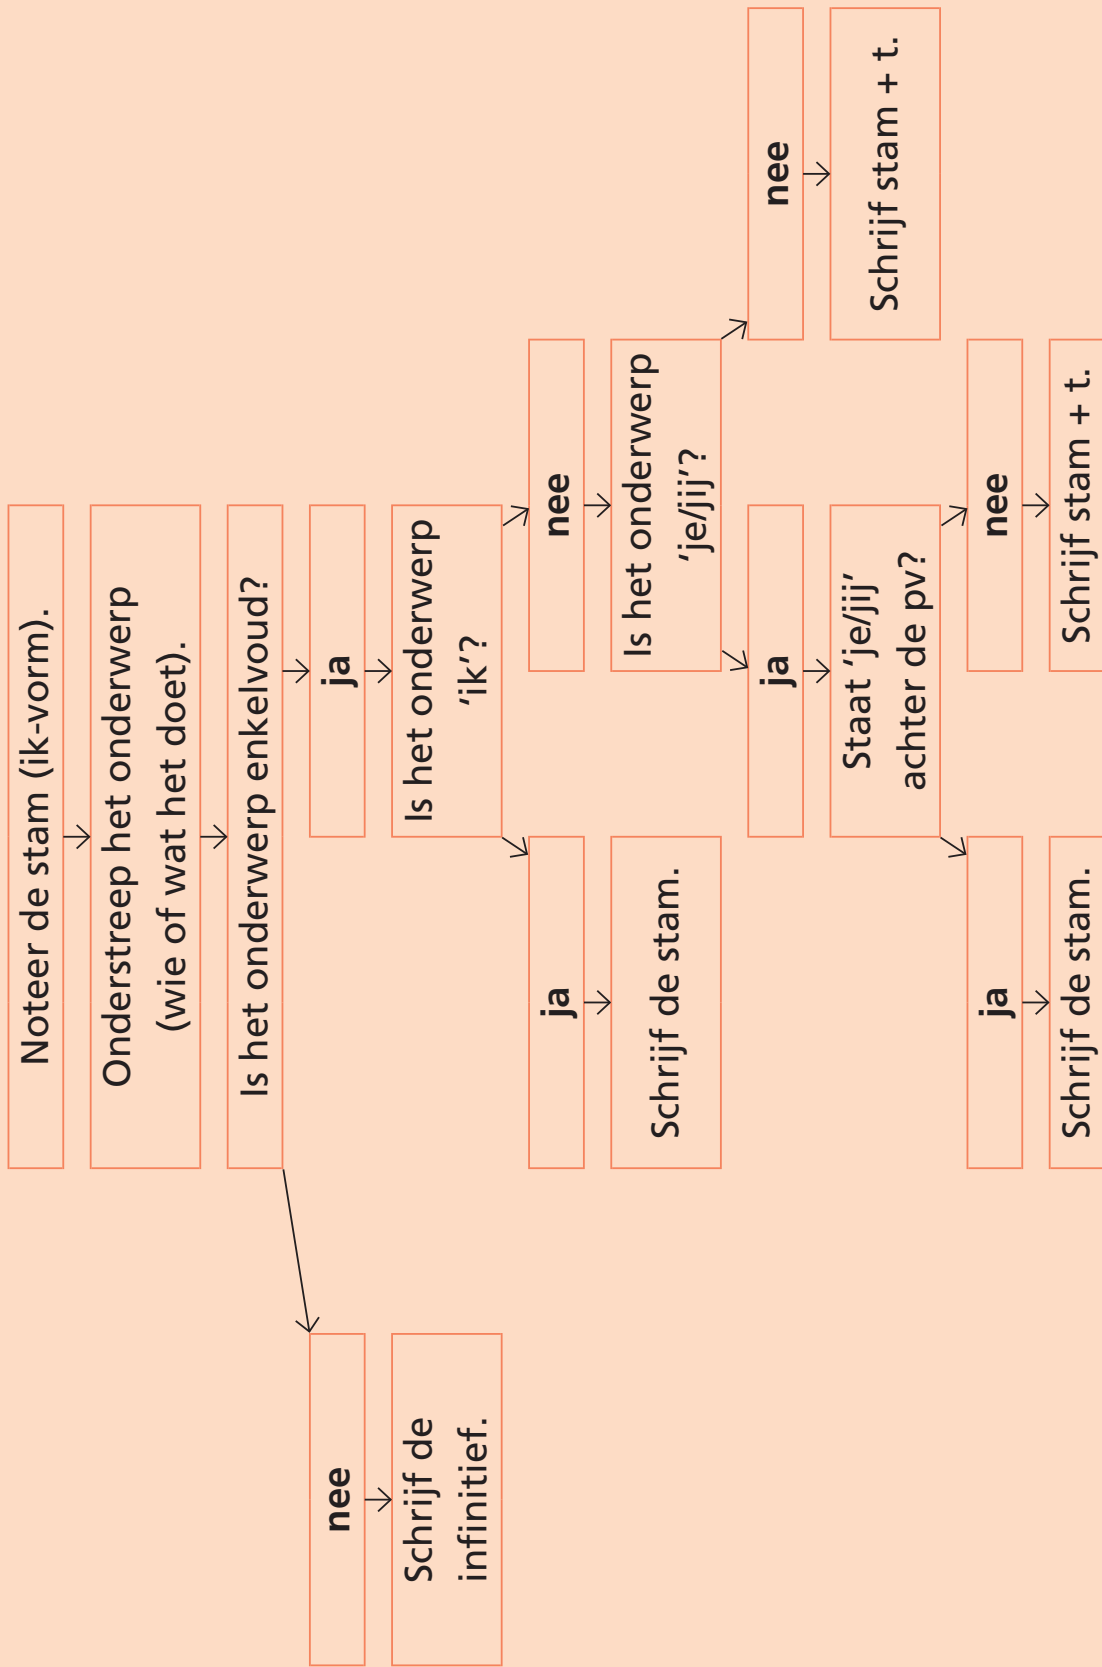 Noteer de stam (ik-vorm).
Onderstreep het onderwerp
(wie of wat het doet).
Is het onderwerp enkelvoud?
nee
ja
Schrijf de
infinitief.
Is het onderwerp
‘ik’?
ja
nee
Schrijf de stam.
Is het onderwerp
‘je/jij’?
ja
nee
Staat ‘je/jij’
achter de pv?
Schrijf stam + t.
ja
nee
Schrijf de stam.
Schrijf stam + t.